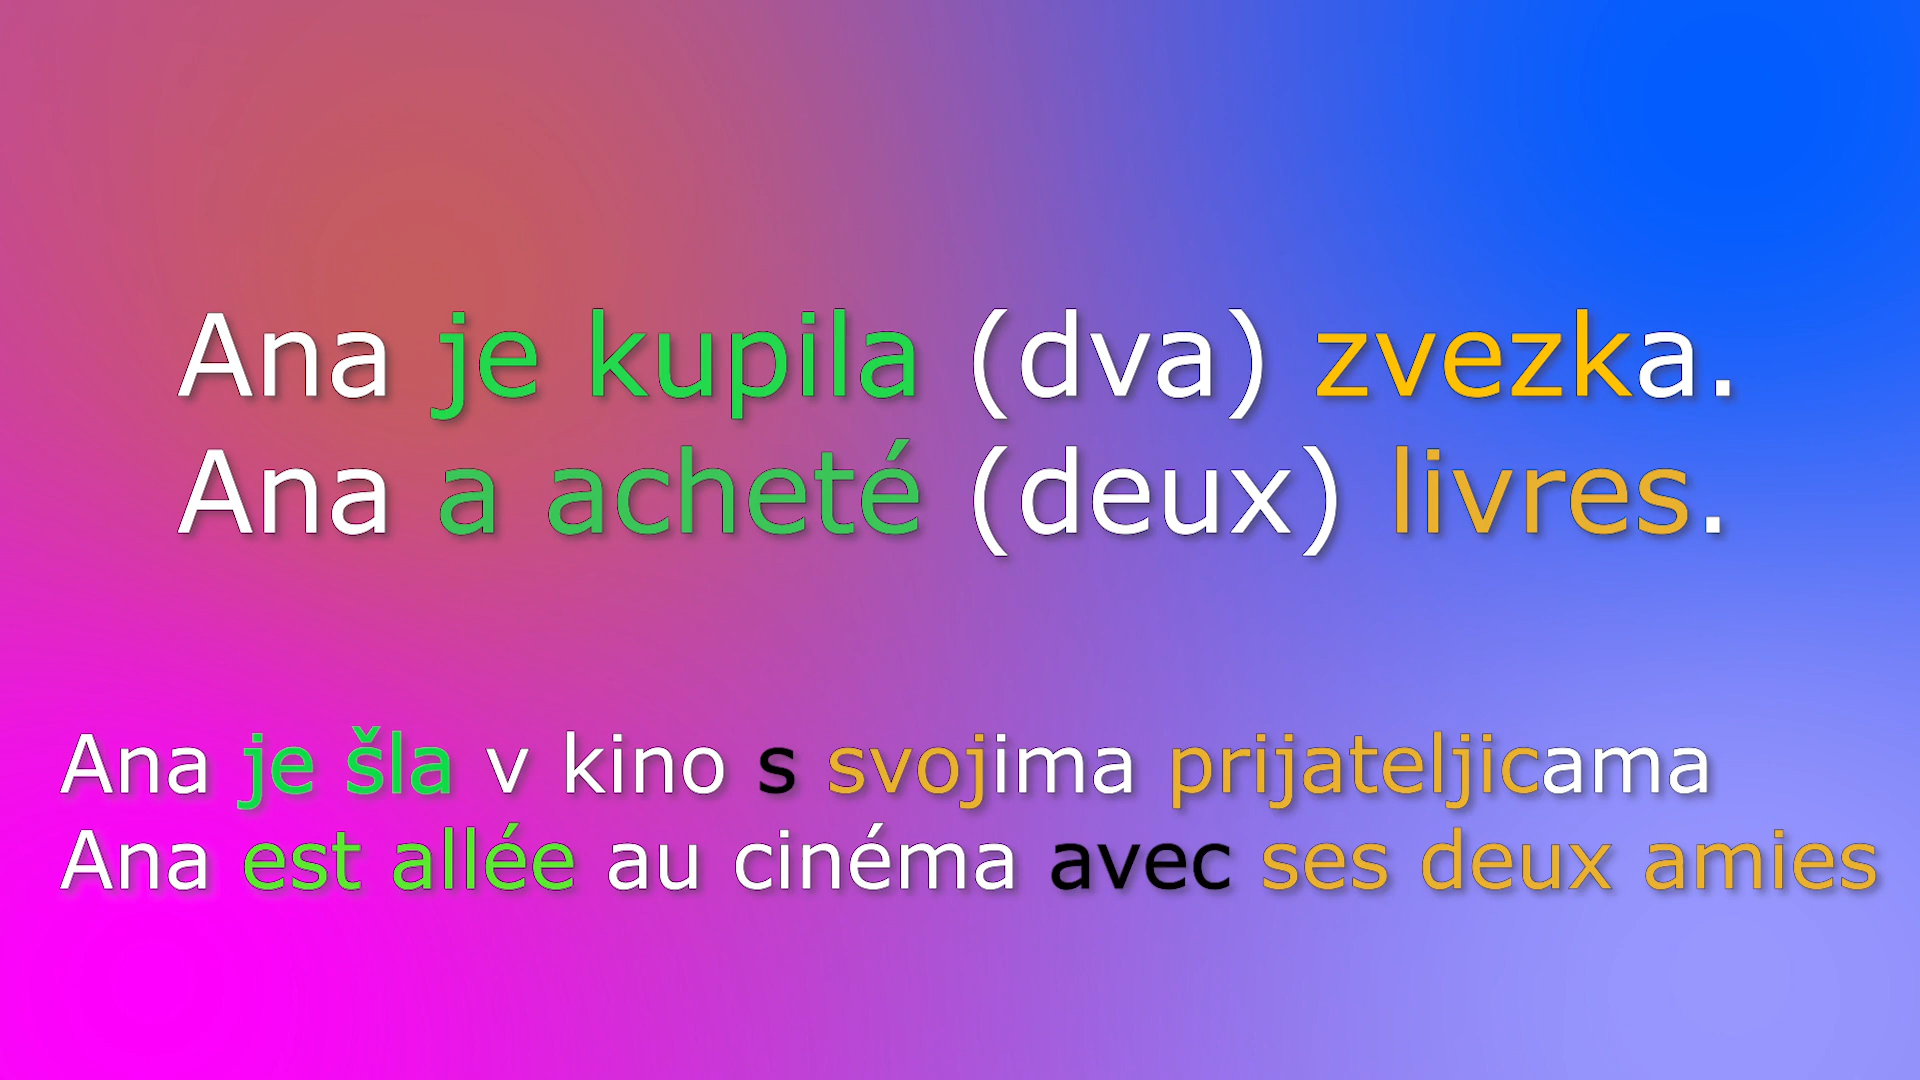 Ana je kupila (dva) zvezka.
Ana a acheté (deux) livres.
Ana je šla v kino s svojima prijateljicama
Ana est allée au cinéma avec ses deux amies